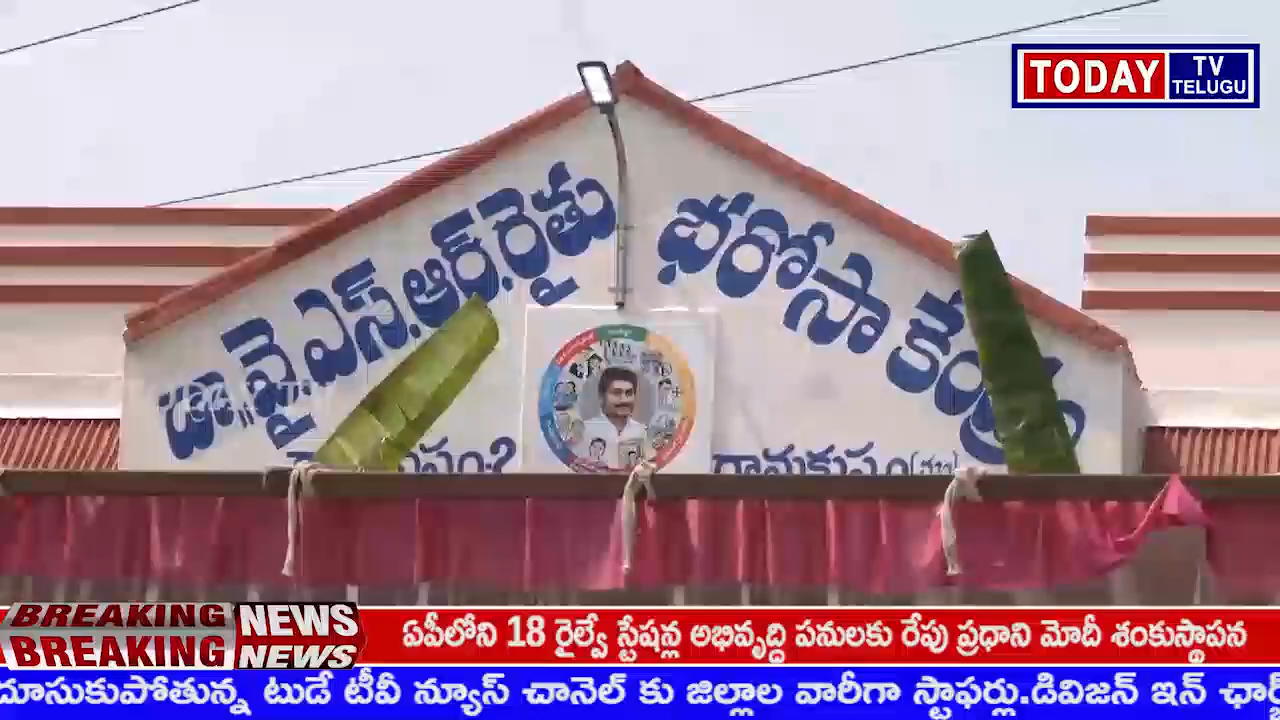 TODAY TV TELUGU
డా.వై.ఎస్.ఆర్.రైతు భరోసా కేంద్రం
రామకుప్పం(మం)
BREAKING NEWS
BREAKING NEWS
ఏపీలోని 18 రైల్వే స్టేషన్ల అభివృద్ది పనులకు రేపు ప్రధాని మోదీ శంకుస్థాపన
దూసుకుపోతున్న టుడే టీవీ న్యూస్ చానెల్ కు జిల్లాల వారీగా స్టాఫర్లు.డివిజన్ ఇన్ ఛార్జ్